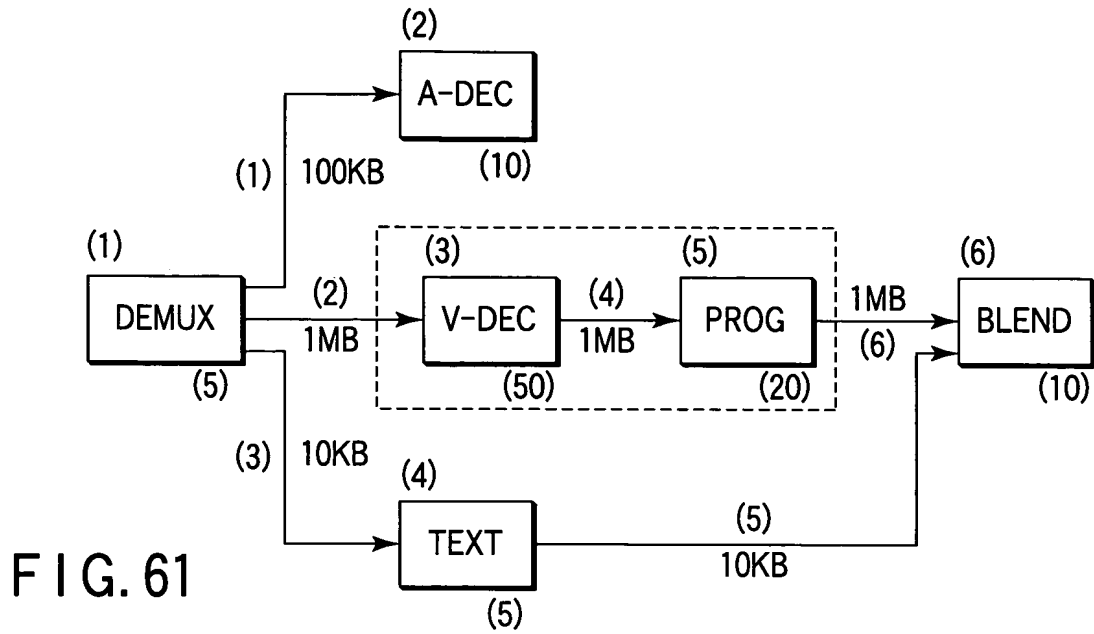 (2)
A-DEC
(10)
(1)
100KB
(1)
DEMUX
(5)
(2)
1MB
(3)
V-DEC
(50)
(4)
1MB
(5)
PROG
(20)
1MB
(6)
(6)
BLEND
(10)
(3)
10KB
(4)
TEXT
(5)
(5)
10KB
FIG. 61